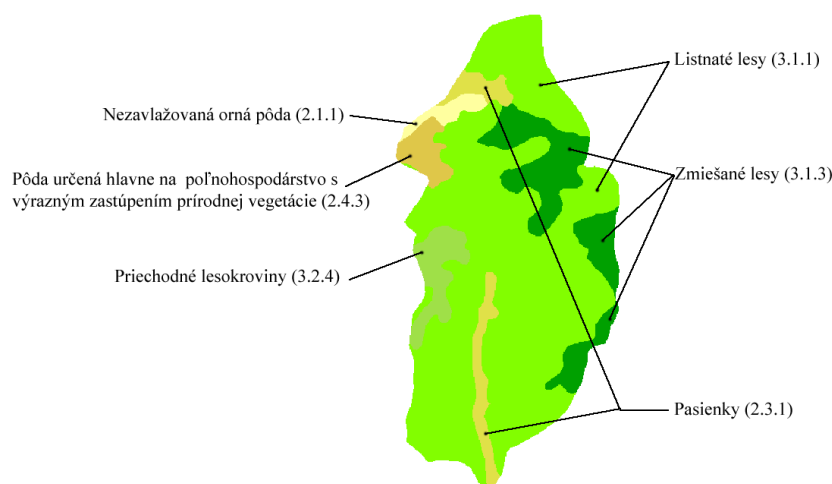 Listnaté lesy (3.1.1)
Nezavlažovaná orná pôda (2.1.1)
Pôda určená hlavne na poľnohospodárstvo s
výrazným zastúpením prírodnej vegetácie (2.4.3)
Zmiešané lesy (3.1.3)
Priechodné lesokroviny (3.2.4)
Pasienky (2.3.1)